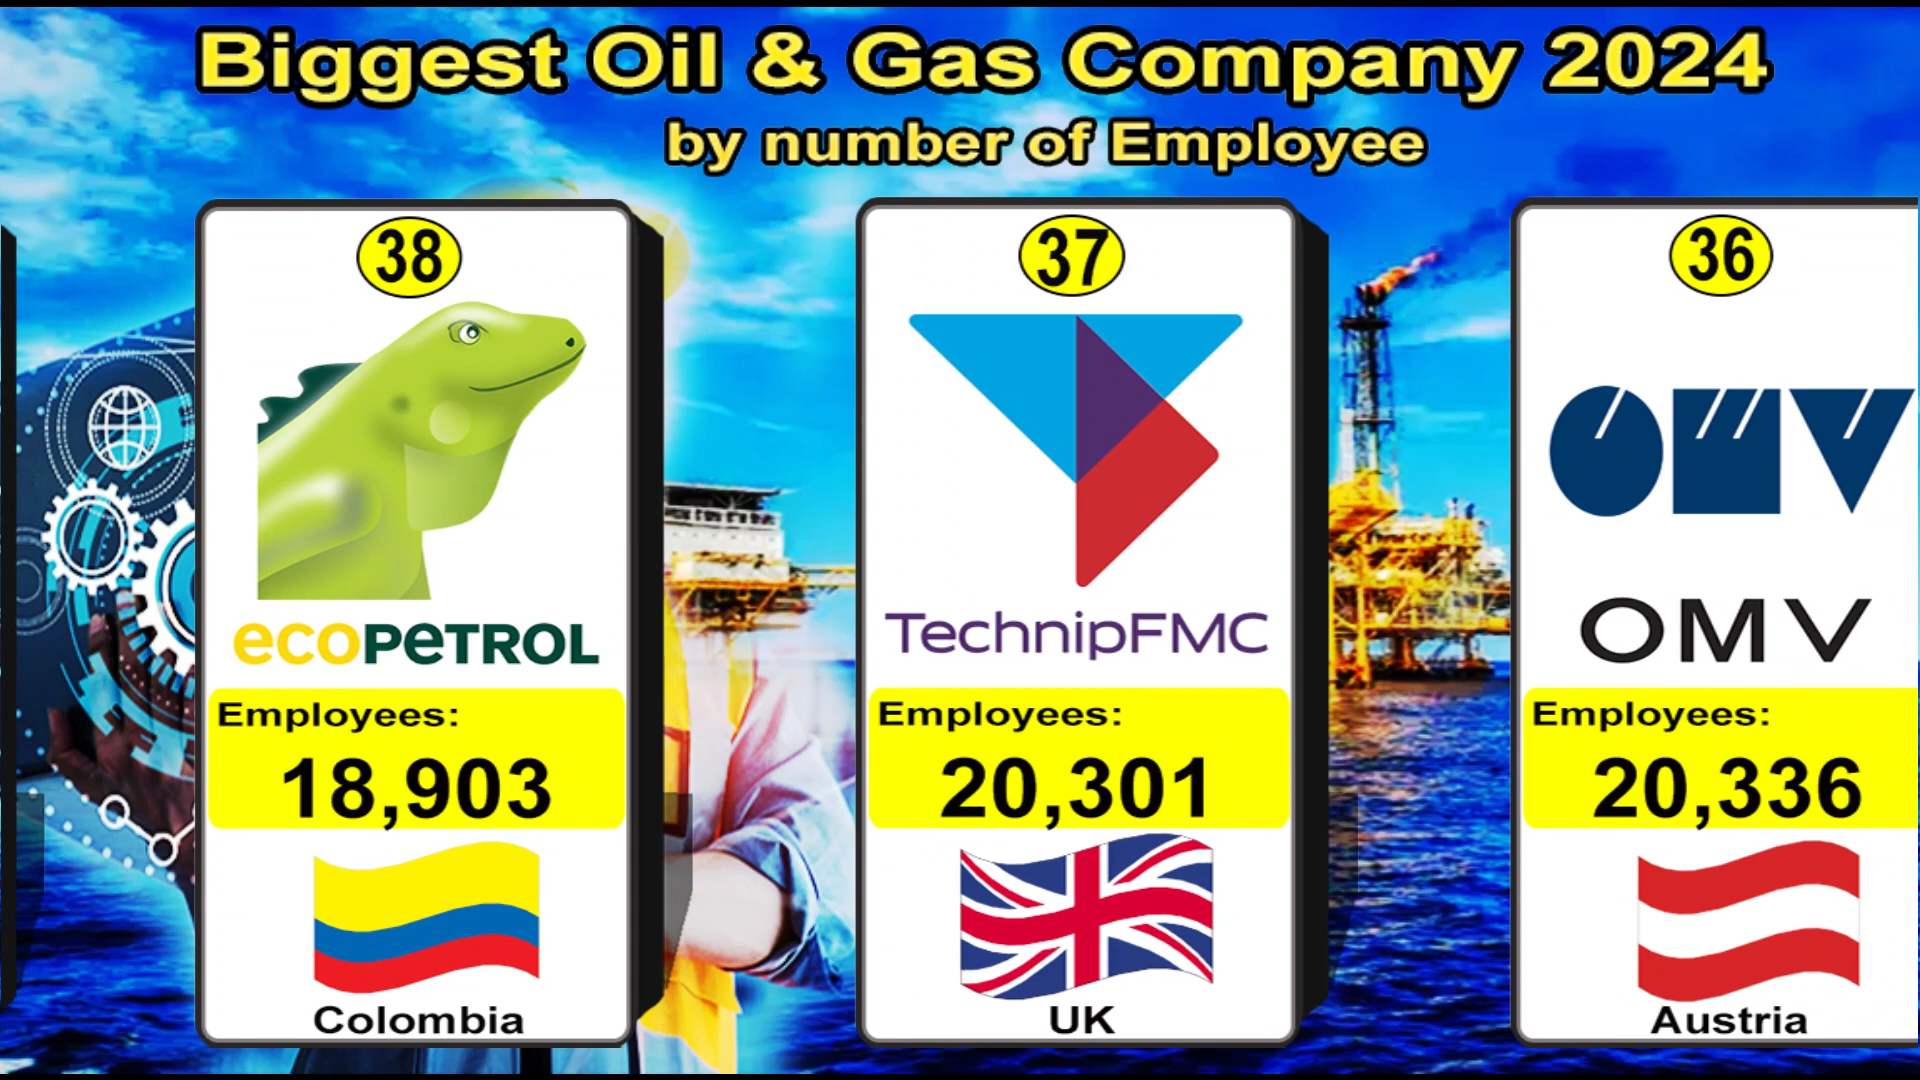 Biggest Oil & Gas Company 2024
by number of Employee
38
ecoPETROL
Employees:
18,903
Colombia
37
TechnipFMC
Employees:
20,301
UK
36
OMV
OMV
Employees:
20,336
Austria